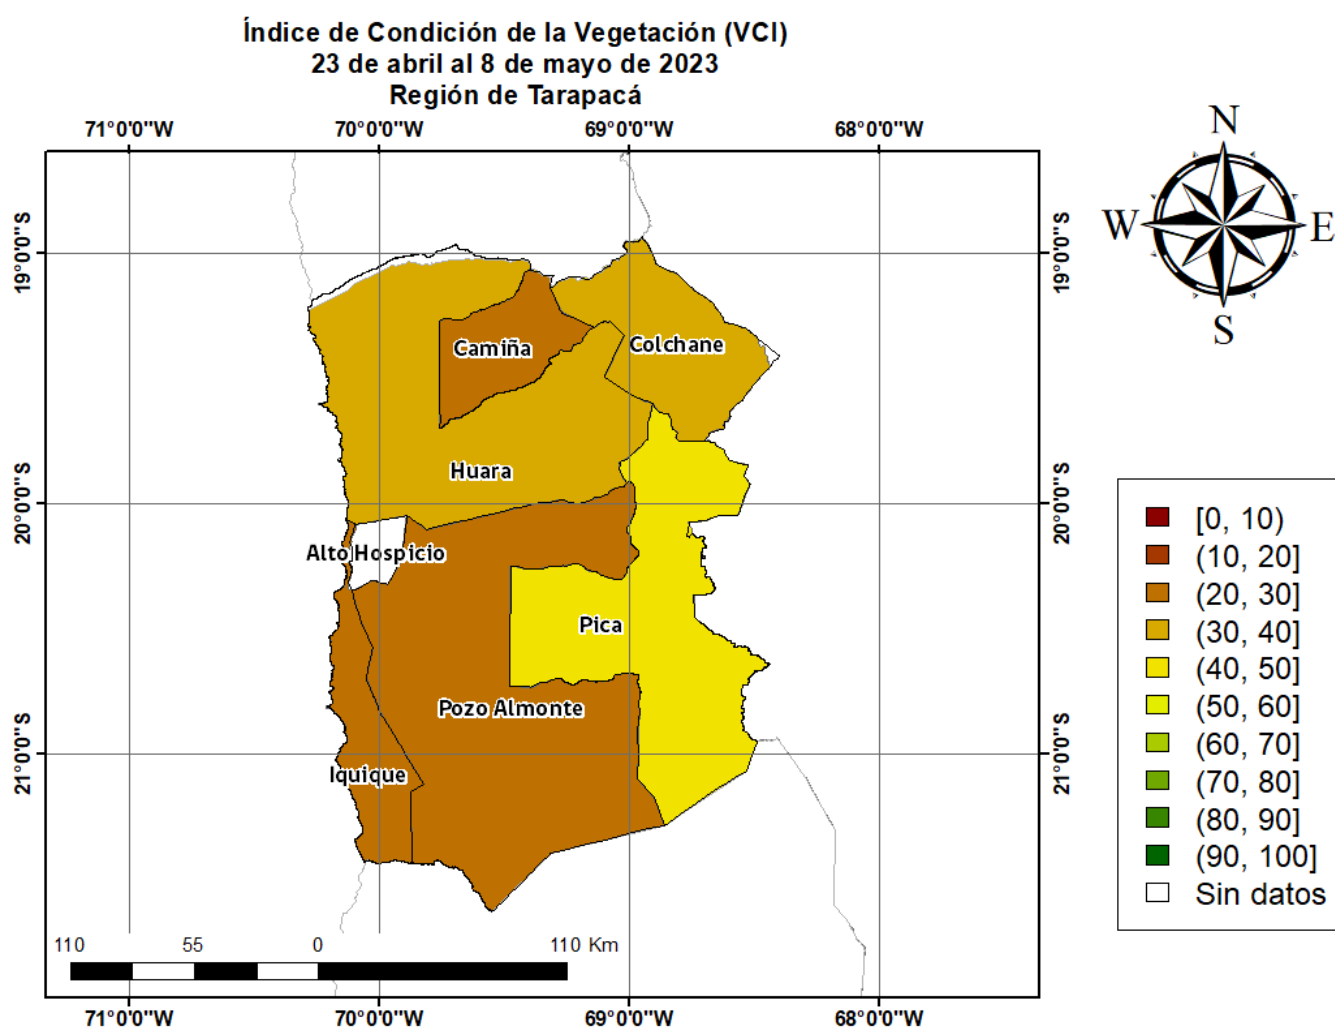 Índice de Condición de la Vegetación (VCI)
23 de abril al 8 de mayo de 2023
Región de Tarapacá
71°0'0"W 70°0'0"W 69°0'0"W 68°0'0"W
N
W E
S
19°0'0"S 19°0'0"S
Camiña
Colchane
Huara
20°0'0"S 20°0'0"S
Alto Hospicio
Pica
Pozo Almonte
21°0'0"S 21°0'0"S
Iquique
110 55 0 110 Km
71°0'0"W 70°0'0"W 69°0'0"W 68°0'0"W
[0, 10)
(10, 20]
(20, 30]
(30, 40]
(40, 50]
(50, 60]
(60, 70]
(70, 80]
(80, 90]
(90, 100]
Sin datos